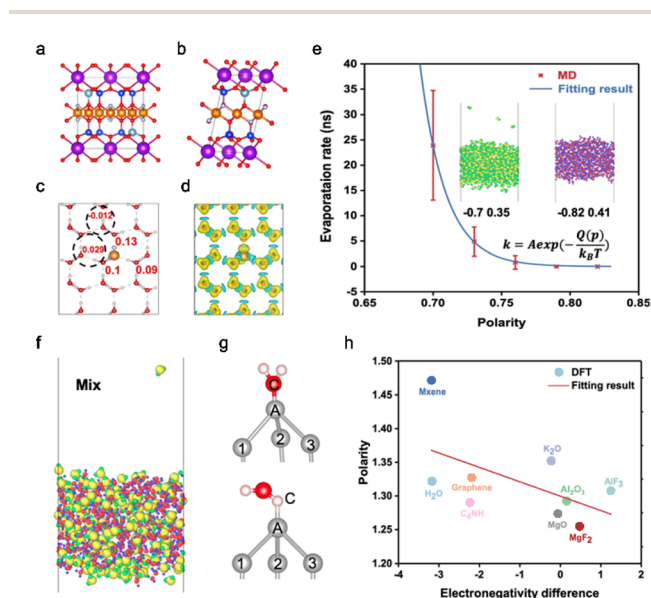 a
b
e
MD
Fitting result
Evaporataion rate (ns)
40
35
30
25
20
15
10
5
0
-0.7 0.35
-0.82 0.41
k = Aexp(-Q(p)/k_BT)
0.65
0.70
0.75
0.80
0.85
Polarity
c
d
-0.012
0.13
0.029
0.1
0.09
f
Mix
g
C
A
1
2
3
C
A
1
2
3
h
DFT
Fitting result
Polarity
1.50
1.45
1.40
1.35
1.30
1.25
1.20
Mxene
H₂O
Graphene
C₄NH
K₂O
Al₂O₃
AlF₃
MgO
MgF₂
-4
-3
-2
-1
0
1
2
Electronegativity difference